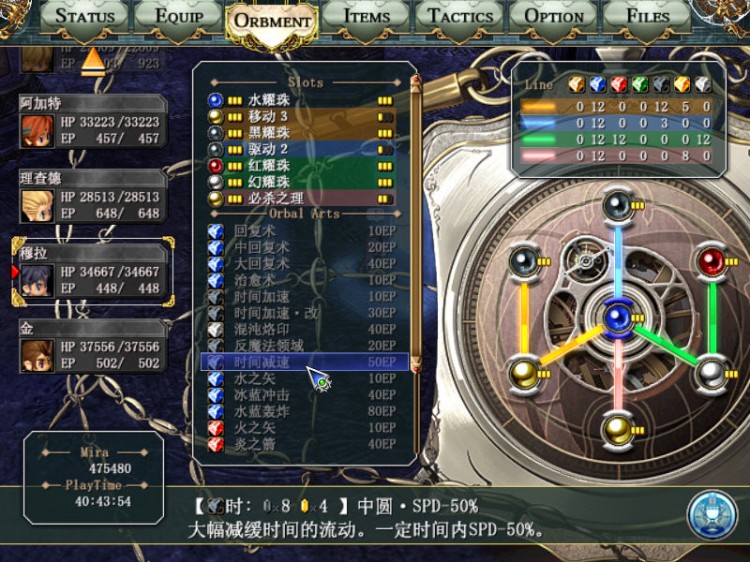 STATUS EQUIP ORBMENT ITEMS TACTICS OPTION FILES
EP 923
阿加特
HP 33223/33223
EP 457/ 457
理查德
HP 28513/28513
EP 648/ 648
穆拉
HP 34667/34667
EP 448/ 448
金
HP 37556/37556
EP 502/ 502
Mira
475480
PlayTime
40:43:54
Slots
水耀珠
移动 3
黑耀珠
驱动 2
红耀珠
幻耀珠
必杀之理
Orbal Arts
回复术 10EP
中回复术 20EP
大回复术 40EP
治愈术 10EP
时间加速 10EP
时间加速·改 30EP
混沌烙印 40EP
反魔法领域 20EP
时间减速 50EP
水之矢 10EP
冰蓝冲击 40EP
水蓝轰炸 80EP
火之矢 10EP
炎之箭 40EP
Line
0 12 0 0 12 5 0
0 12 0 0 3 0 0
0 12 12 0 0 0 12
0 12 0 0 0 8 0
【时: ×8 ×4 】中圆·SPD-50%
大幅减缓时间的流动。一定时间内SPD-50%。